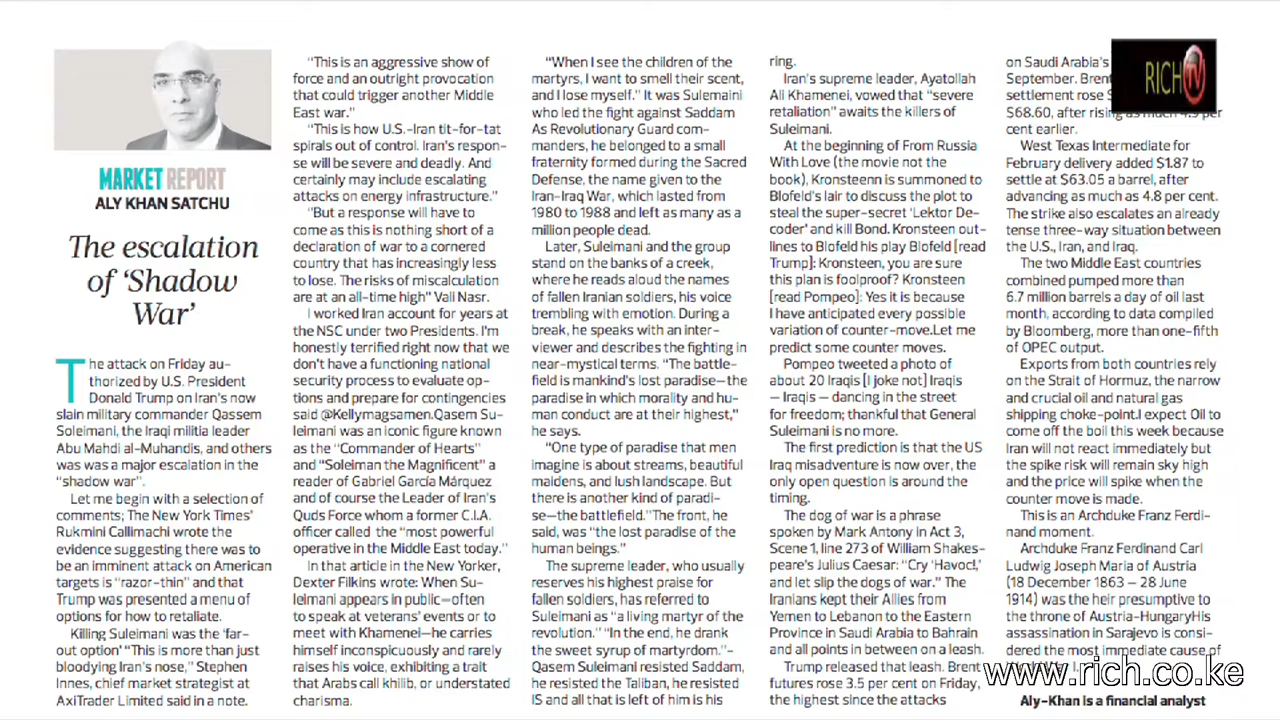 MARKET REPORT
ALY KHAN SATCHU
The escalation
of ‘Shadow
War’
The attack on Friday au-
thorized by U.S. President
Donald Trump on Iran's now
slain military commander Qassem
Soleimani, the Iraqi militia leader
Abu Mahdi al-Muhandis, and others
was was a major escalation in the
“shadow war”.
Let me begin with a selection of
comments; The New York Times’
Rukmini Callimachi wrote the
evidence suggesting there was to
be an imminent attack on American
targets is “razor-thin” and that
Trump was presented a menu of
options for how to retaliate.
Killing Suleimani was the ‘far-
out option’ “This is more than just
bloodying Iran's nose,” Stephen
Innes, chief market strategist at
AxiTrader Limited said in a note.
“This is an aggressive show of
force and an outright provocation
that could trigger another Middle
East war.”
“This is how U.S.-Iran tit-for-tat
spirals out of control. Iran's respon-
se will be severe and deadly. And
certainly may include escalating
attacks on energy infrastructure.”
“But a response will have to
come as this is nothing short of a
declaration of war to a cornered
country that has increasingly less
to lose. The risks of miscalculation
are at an all-time high” Vali Nasr.
I worked Iran account for years at
the NSC under two Presidents. I'm
honestly terrified right now that we
don't have a functioning national
security process to evaluate op-
tions and prepare for contingencies
said @Kellymagsamen.Qasem Su-
leimani was an iconic figure known
as the “Commander of Hearts”
and “Soleiman the Magnificent” a
reader of Gabriel García Márquez
and of course the Leader of Iran's
Quds Force whom a former C.I.A.
officer called the “most powerful
operative in the Middle East today.”
In that article in the New Yorker,
Dexter Filkins wrote: When Su-
leimani appears in public—often
to speak at veterans’ events or to
meet with Khamenei—he carries
himself inconspicuously and rarely
raises his voice, exhibiting a trait
that Arabs call khilib, or understated
charisma.
“When I see the children of the
martyrs, I want to smell their scent,
and I lose myself.” It was Sulemaini
who led the fight against Saddam
As Revolutionary Guard com-
manders, he belonged to a small
fraternity formed during the Sacred
Defense, the name given to the
Iran-Iraq War, which lasted from
1980 to 1988 and left as many as a
million people dead.
Later, Suleimani and the group
stand on the banks of a creek,
where he reads aloud the names
of fallen Iranian soldiers, his voice
trembling with emotion. During a
break, he speaks with an inter-
viewer and describes the fighting in
near-mystical terms. “The battle-
field is mankind's lost paradise—the
paradise in which morality and hu-
man conduct are at their highest,”
he says.
“One type of paradise that men
imagine is about streams, beautiful
maidens, and lush landscape. But
there is another kind of paradi-
se—the battlefield.”The front, he
said, was “the lost paradise of the
human beings.”
The supreme leader, who usually
reserves his highest praise for
fallen soldiers, has referred to
Suleimani as “a living martyr of the
revolution.” “In the end, he drank
the sweet syrup of martyrdom.”-
Qasem Suleimani resisted Saddam,
he resisted the Taliban, he resisted
IS and all that is left of him is his
ring.
Iran's supreme leader, Ayatollah
Ali Khamenei, vowed that “severe
retaliation” awaits the killers of
Suleimani.
At the beginning of From Russia
With Love (the movie not the
book), Kronsteenn is summoned to
Blofeld's lair to discuss the plot to
steal the super-secret ‘Lektor De-
coder’ and kill Bond. Kronsteen out-
lines to Blofeld his play Blofeld [read
Trump]: Kronsteen, you are sure
this plan is foolproof? Kronsteen
[read Pompeo]: Yes it is because
I have anticipated every possible
variation of counter-move.Let me
predict some counter moves.
Pompeo tweeted a photo of
about 20 Iraqis [I joke not] Iraqis
— Iraqis — dancing in the street
for freedom; thankful that General
Suleimani is no more.
The first prediction is that the US
Iraq misadventure is now over, the
only open question is around the
timing.
The dog of war is a phrase
spoken by Mark Antony in Act 3,
Scene 1, line 273 of William Shakes-
peare's Julius Caesar: “Cry ‘Havoc!,’
and let slip the dogs of war.” The
Iranians kept their Allies from
Yemen to Lebanon to the Eastern
Province in Saudi Arabia to Bahrain
and all points in between on a leash.
Trump released that leash. Brent
futures rose 3.5 per cent on Friday,
the highest since the attacks
on Saudi Arabia's
September. Brent
settlement rose
$68.60, after rising as much 4.9 per
cent earlier.
West Texas Intermediate for
February delivery added $1.87 to
settle at $63.05 a barrel, after
advancing as much as 4.8 per cent.
The strike also escalates an already
tense three-way situation between
the U.S., Iran, and Iraq.
The two Middle East countries
combined pumped more than
6.7 million barrels a day of oil last
month, according to data compiled
by Bloomberg, more than one-fifth
of OPEC output.
Exports from both countries rely
on the Strait of Hormuz, the narrow
and crucial oil and natural gas
shipping choke-point.I expect Oil to
come off the boil this week because
Iran will not react immediately but
the spike risk will remain sky high
and the price will spike when the
counter move is made.
This is an Archduke Franz Ferdi-
nand moment.
Archduke Franz Ferdinand Carl
Ludwig Joseph Maria of Austria
(18 December 1863 – 28 June
1914) was the heir presumptive to
the throne of Austria-HungaryHis
assassination in Sarajevo is consi-
dered the most immediate cause of
Aly-Khan is a financial analyst
RICH TV
www.rich.co.ke